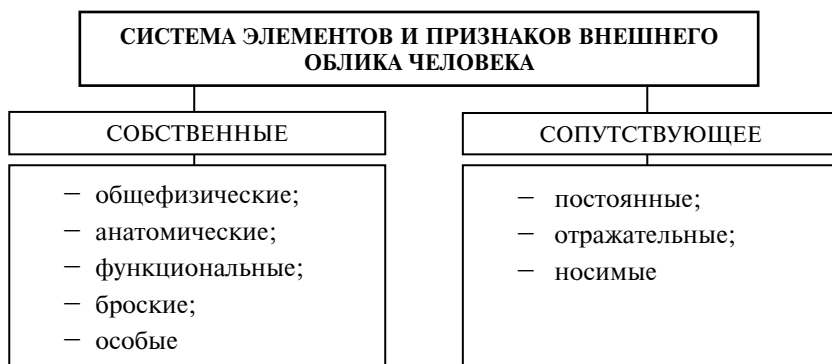 СИСТЕМА ЭЛЕМЕНТОВ И ПРИЗНАКОВ ВНЕШНЕГО
ОБЛИКА ЧЕЛОВЕКА
СОБСТВЕННЫЕ
– общефизические;
– анатомические;
– функциональные;
– броские;
– особые
СОПУТСТВУЮЩЕЕ
– постоянные;
– отражательные;
– носимые